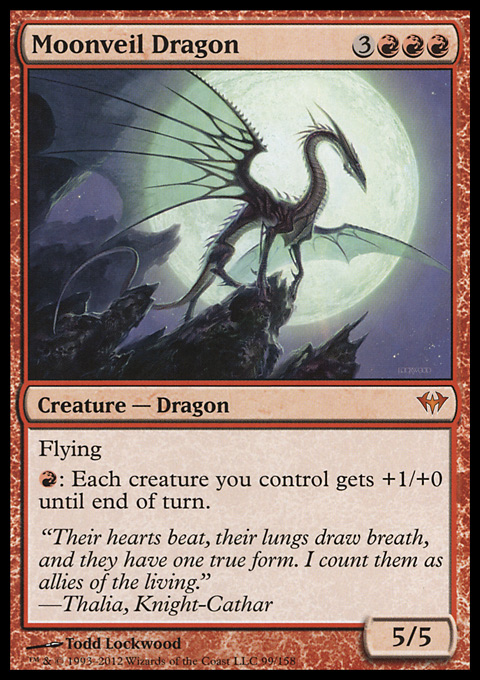 Moonveil Dragon 3
Creature — Dragon
Flying
: Each creature you control gets +1/+0
until end of turn.
“Their hearts beat, their lungs draw breath,
and they have one true form. I count them as
allies of the living.”
—Thalia, Knight-Cathar
Todd Lockwood
5/5
™ & © 1993–2012 Wizards of the Coast LLC 99/158